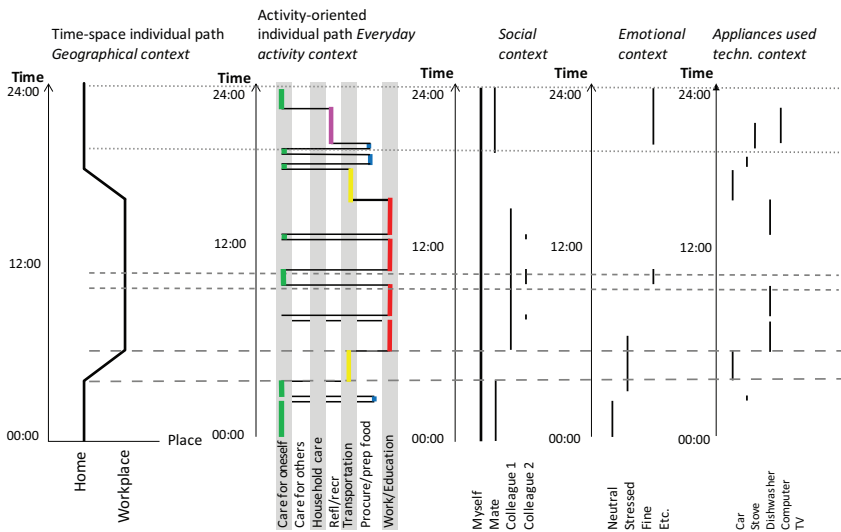 Time-space individual path
Geographical context
Activity-oriented
individual path Everyday
activity context
Social
context
Emotional
context
Appliances used
techn. context
Time
24:00
12:00
00:00
Place
Home
Workplace
Time
24:00
12:00
00:00
Care for oneself
Care for others
Household care
Refl/recr
Transportation
Procure/prep food
Work/Education
Time
24:00
12:00
00:00
Myself
Mate
Colleague 1
Colleague 2
Time
24:00
12:00
00:00
Neutral
Stressed
Fine
Etc.
Time
24:00
12:00
00:00
Car
Stove
Dishwasher
Computer
TV